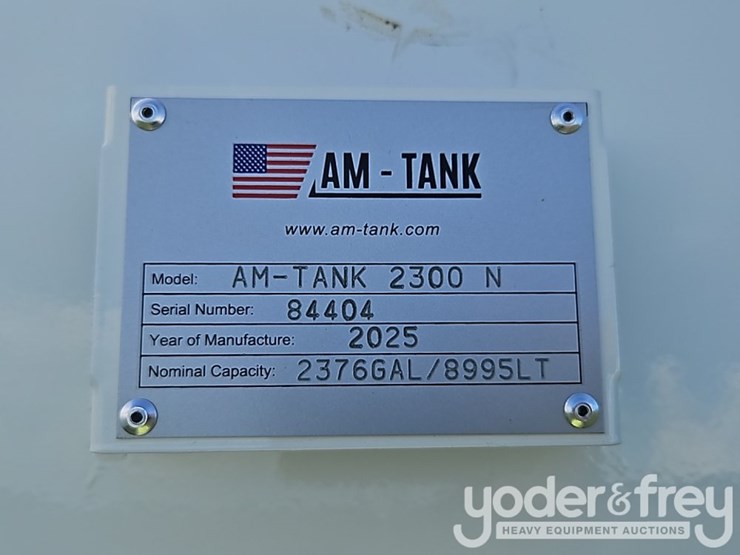 AM - TANK
www.am-tank.com
Model: AM-TANK 2300 N
Serial Number: 84404
Year of Manufacture: 2025
Nominal Capacity: 2376GAL/8995LT
yoder&frey
HEAVY EQUIPMENT AUCTIONS